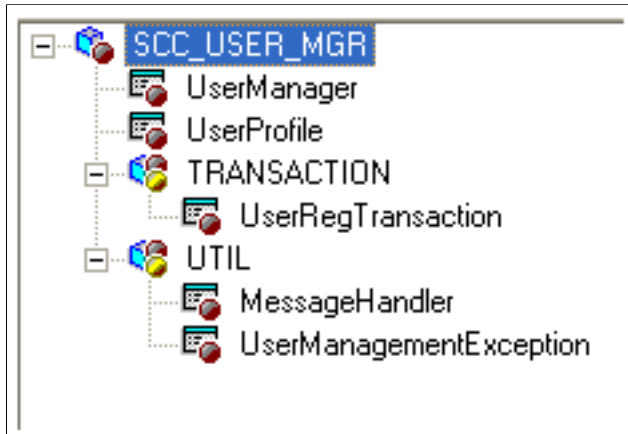 SCC_USER_MGR
UserManager
UserProfile
TRANSACTION
UserRegTransaction
UTIL
MessageHandler
UserManagementException